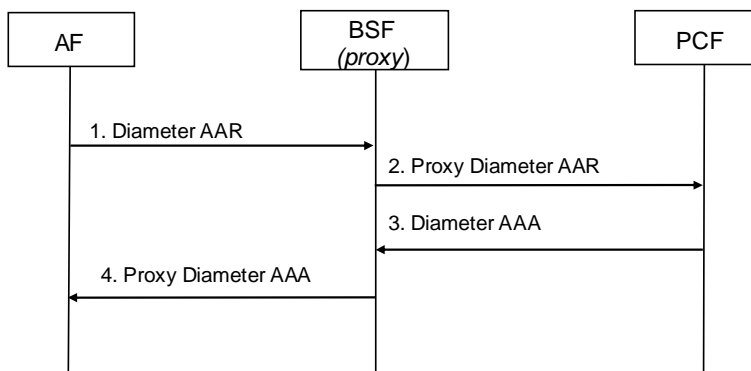 AF
BSF
(proxy)
PCF
1. Diameter AAR
2. Proxy Diameter AAR
3. Diameter AAA
4. Proxy Diameter AAA